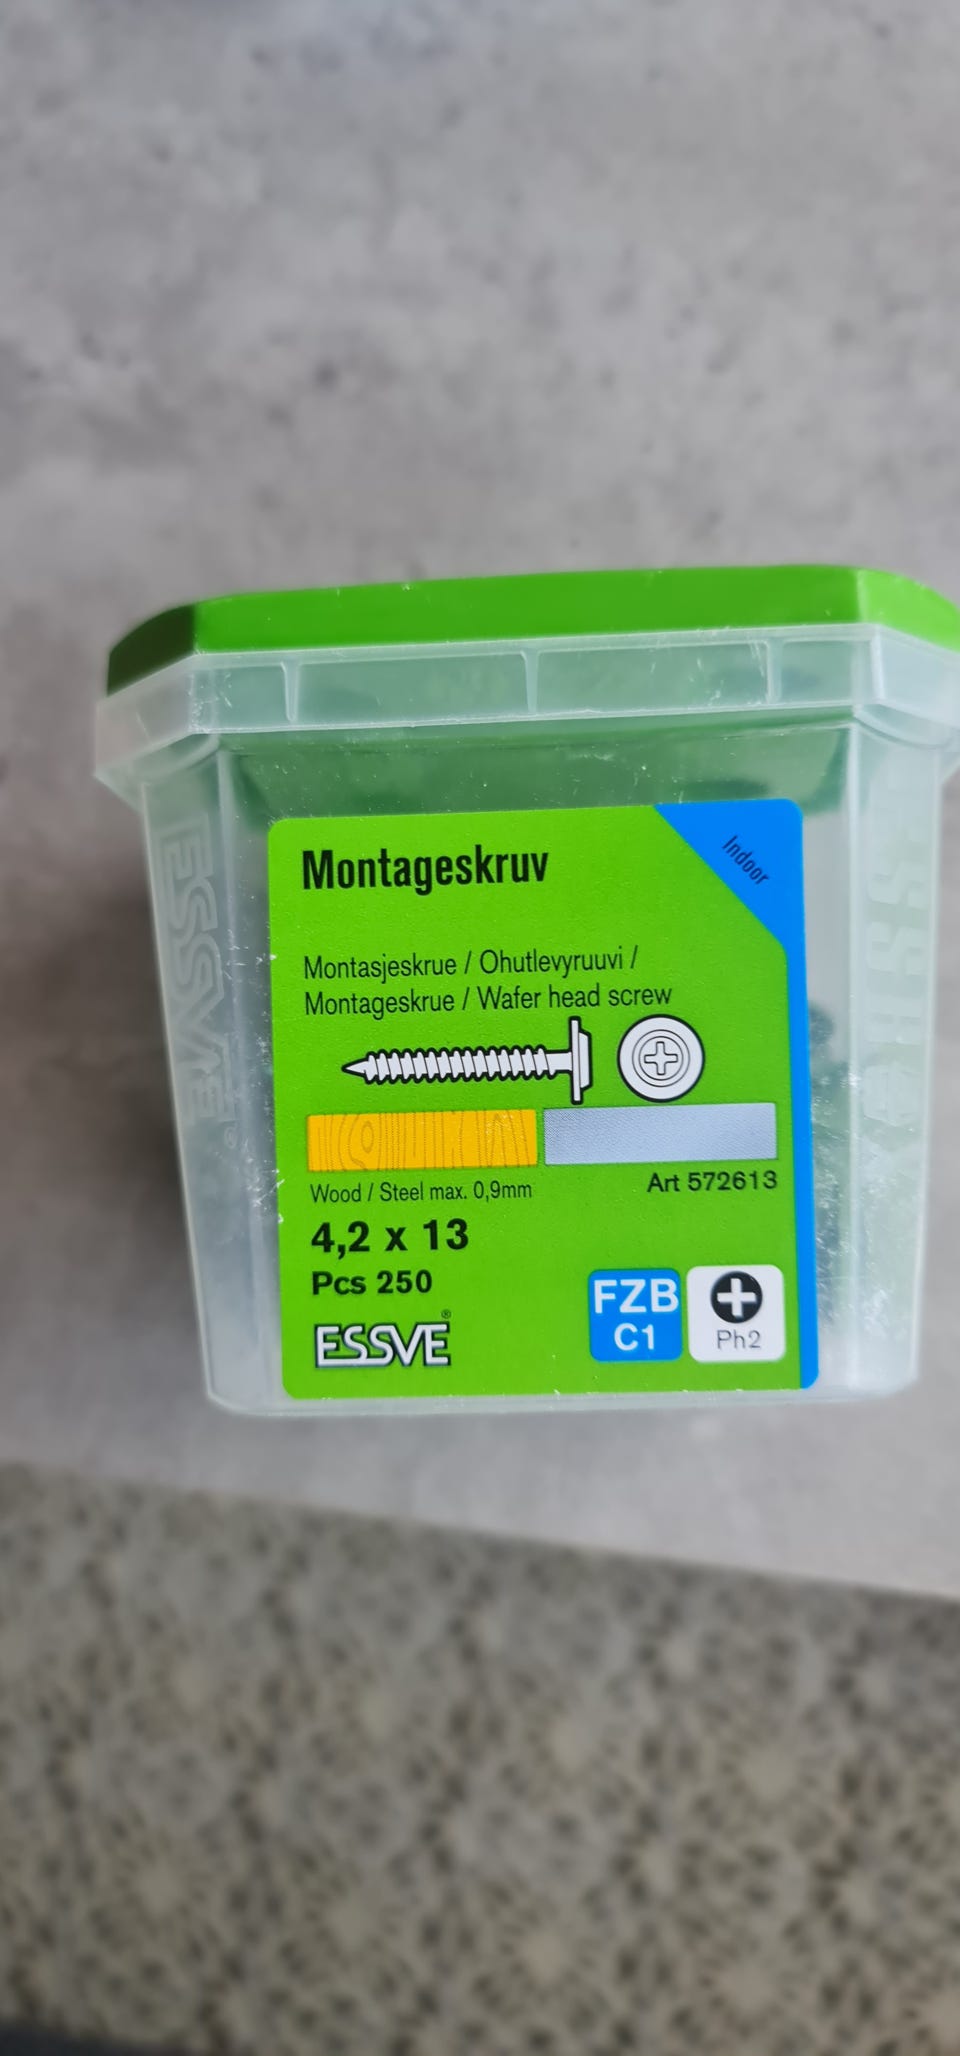 Montageskruv
Indoor
Montasjeskrue / Ohutlevyruuvi /
Montageskrue / Wafer head screw
Wood / Steel max. 0,9mm
Art 572613
4,2 x 13
Pcs 250
ESSVE®
FZB
C1
Ph2
ESSVE